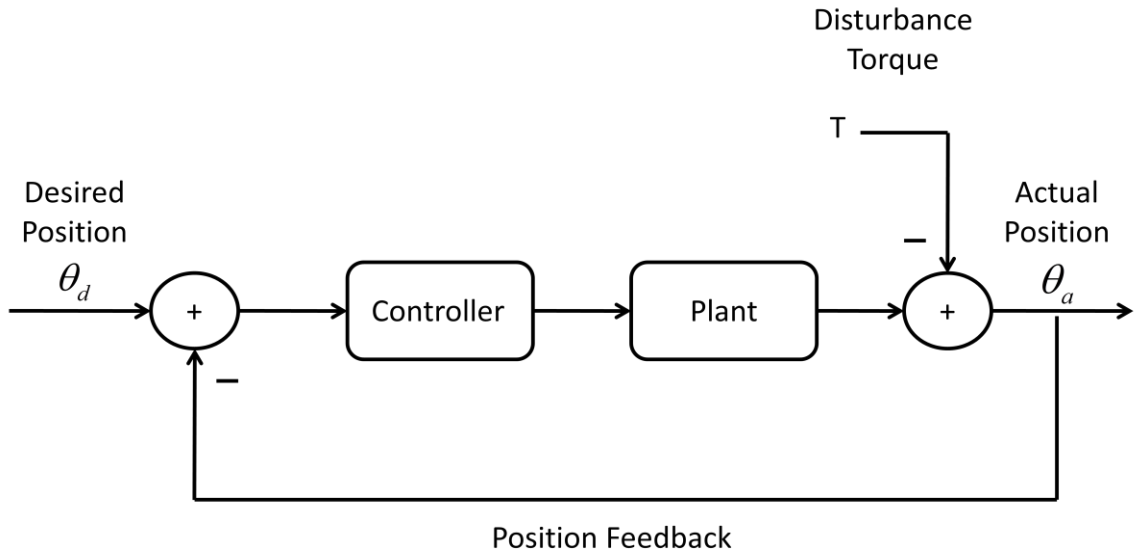 Disturbance
Torque
T
Desired
Position
θd
Actual
Position
θa
−
+
Controller
Plant
+
−
Position Feedback